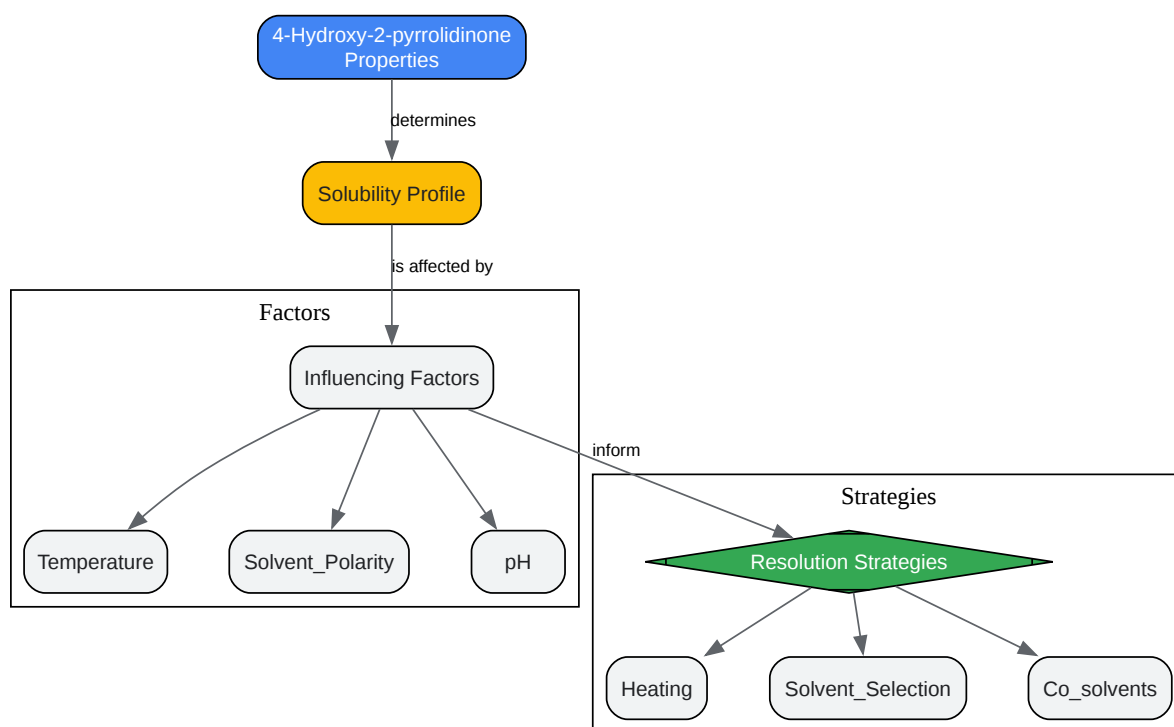 4-Hydroxy-2-pyrrolidinone
Properties
determines
Solubility Profile
is affected by
Factors
Influencing Factors
inform
Strategies
Temperature
Solvent_Polarity
pH
Resolution Strategies
Heating
Solvent_Selection
Co_solvents